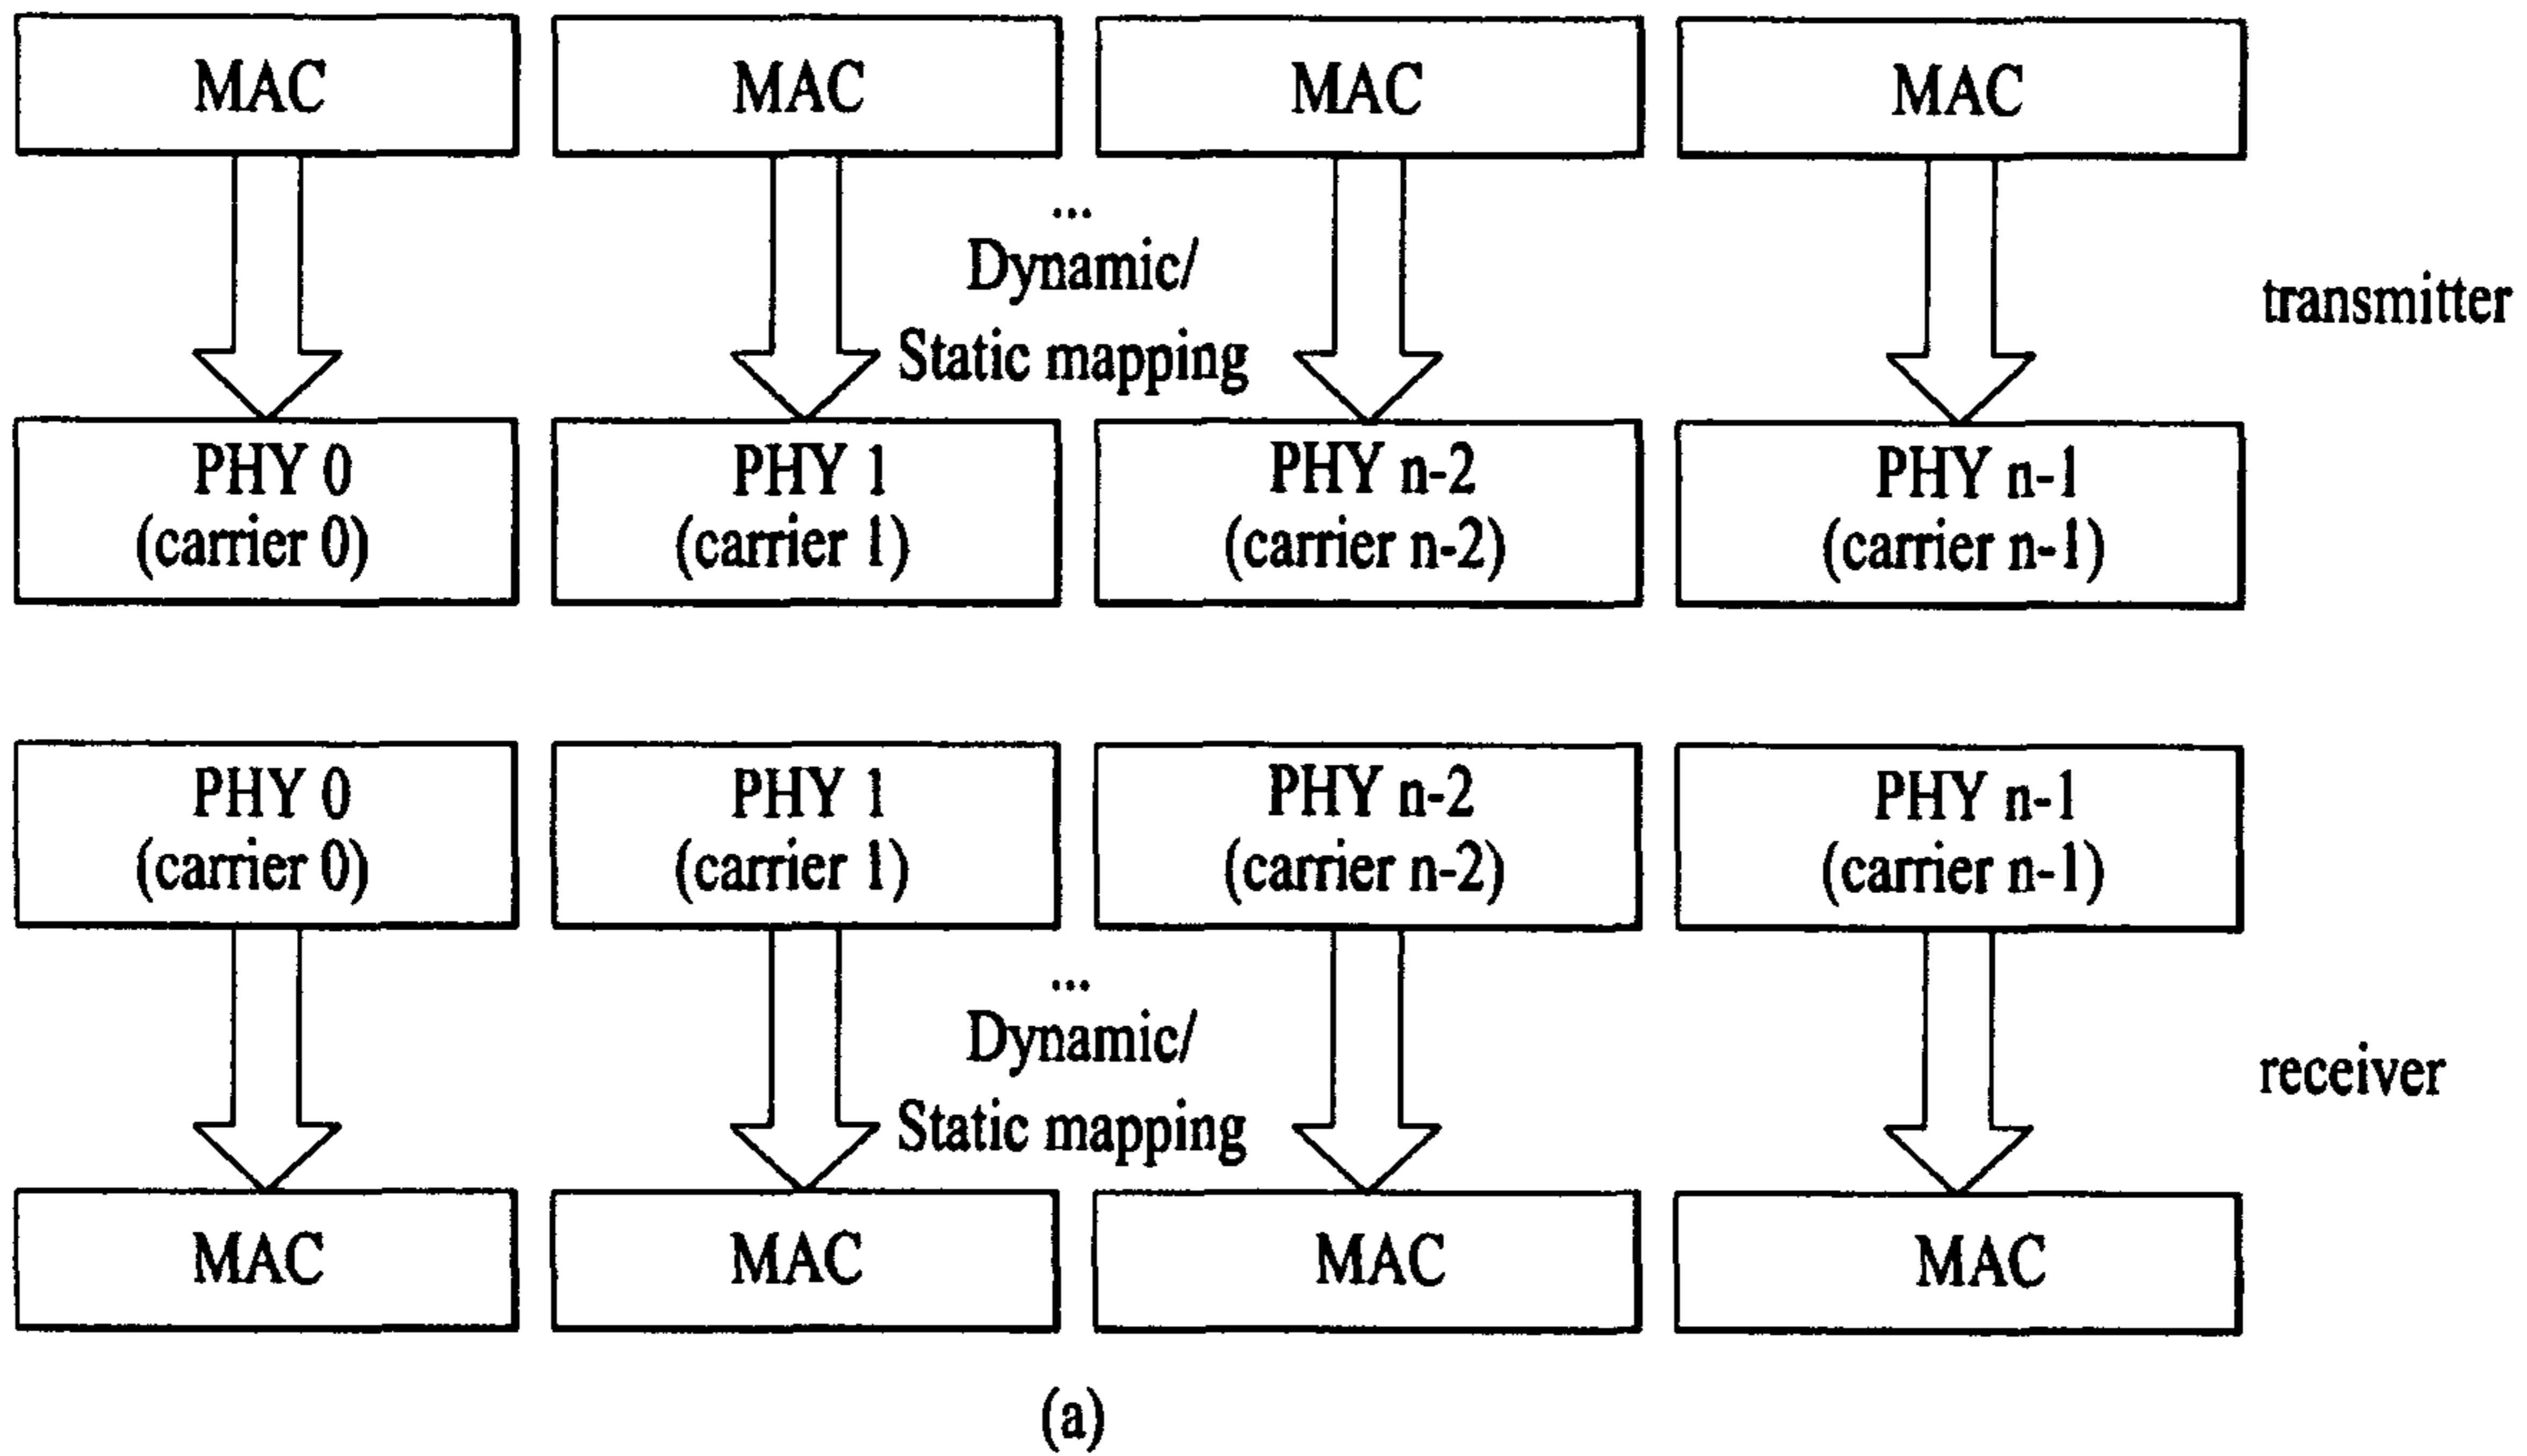 MAC MAC MAC MAC
...
Dynamic/
Static mapping
transmitter
PHY 0 PHY 1 PHY n-2 PHY n-1
(carrier 0) (carrier 1) (carrier n-2) (carrier n-1)
PHY 0 PHY 1 PHY n-2 PHY n-1
(carrier 0) (carrier 1) (carrier n-2) (carrier n-1)
...
Dynamic/
Static mapping
receiver
MAC MAC MAC MAC
(a)